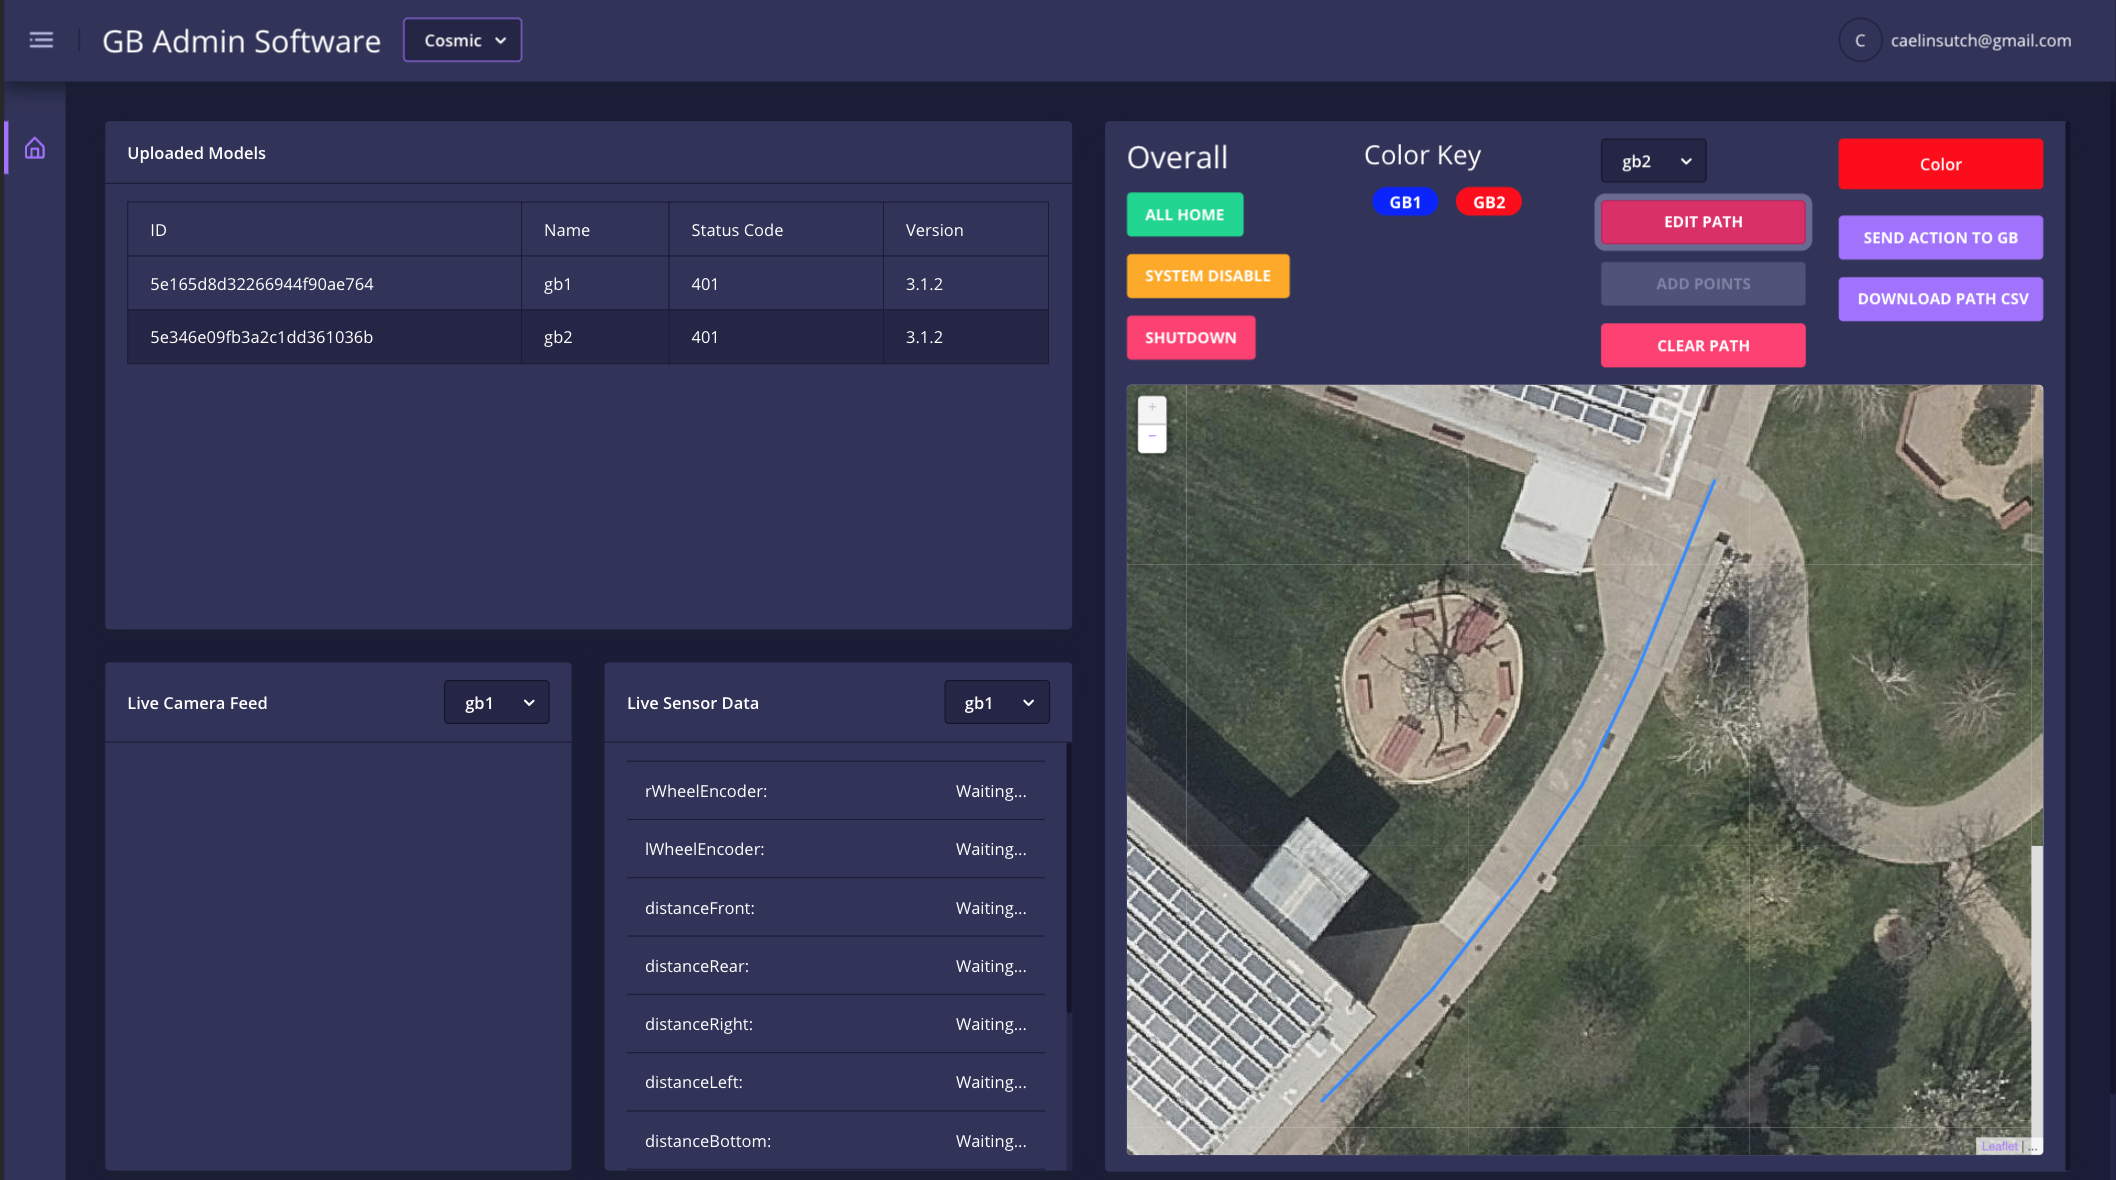 GB Admin Software
Cosmic
C
caelinsutch@gmail.com
Uploaded Models
ID Name Status Code Version
5e165d8d32266944f90ae764 gb1 401 3.1.2
5e346e09fb3a2c1dd361036b gb2 401 3.1.2
Live Camera Feed
gb1
Live Sensor Data
gb1
rWheelEncoder: Waiting...
lWheelEncoder: Waiting...
distanceFront: Waiting...
distanceRear: Waiting...
distanceRight: Waiting...
distanceLeft: Waiting...
distanceBottom: Waiting...
Overall
ALL HOME
SYSTEM DISABLE
SHUTDOWN
Color Key
GB1 GB2
gb2
EDIT PATH
ADD POINTS
CLEAR PATH
Color
SEND ACTION TO GB
DOWNLOAD PATH CSV
+
−
Leaflet | ...